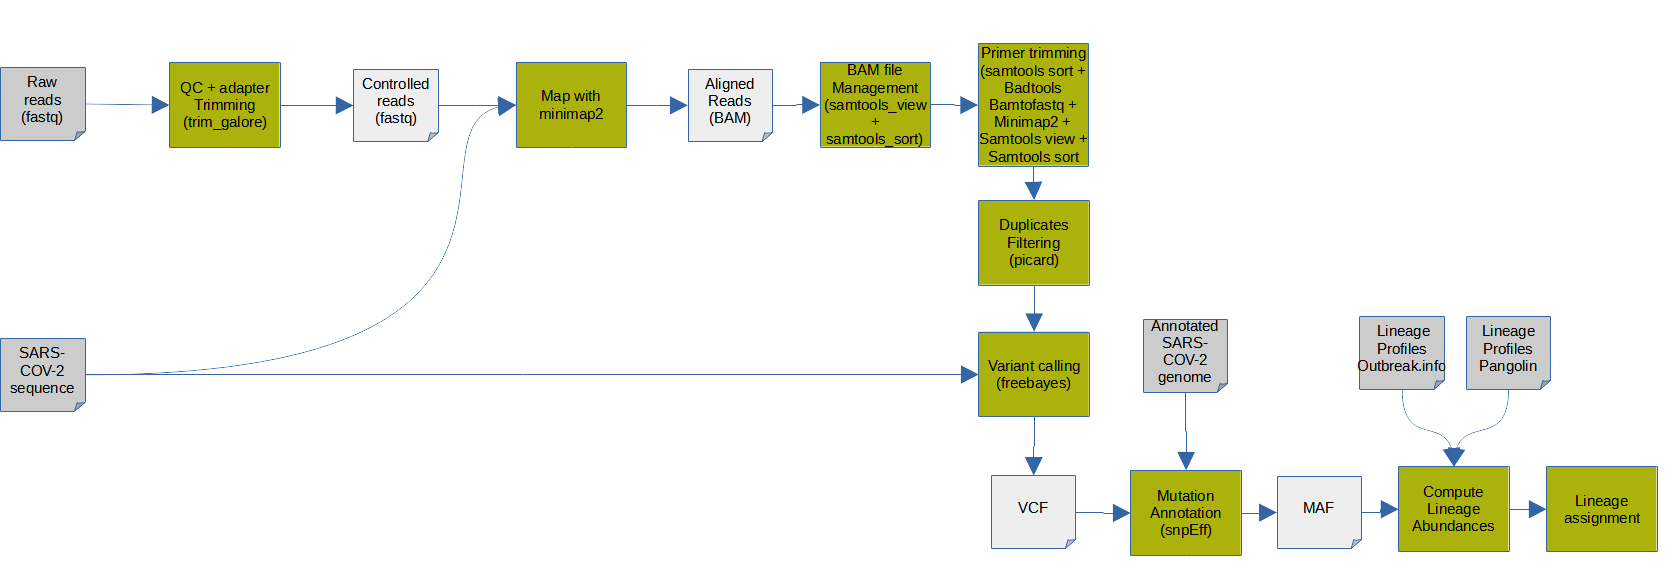 Raw
reads
(fastq)
QC + adapter
Trimming
(trim_galore)
Controlled
reads
(fastq)
Map with
minimap2
Aligned
Reads
(BAM)
BAM file
Management
(samtools_view
+
samtools_sort)
Primer trimming
(samtools sort +
Badtools
Bamtofastq +
Minimap2 +
Samtools view +
Samtools sort
Duplicates
Filtering
(picard)
SARS-
COV-2
sequence
Variant calling
(freebayes)
Annotated
SARS-
COV-2
genome
Lineage
Profiles
Outbreak.info
Lineage
Profiles
Pangolin
VCF
Mutation
Annotation
(snpEff)
MAF
Compute
Lineage
Abundances
Lineage
assignment